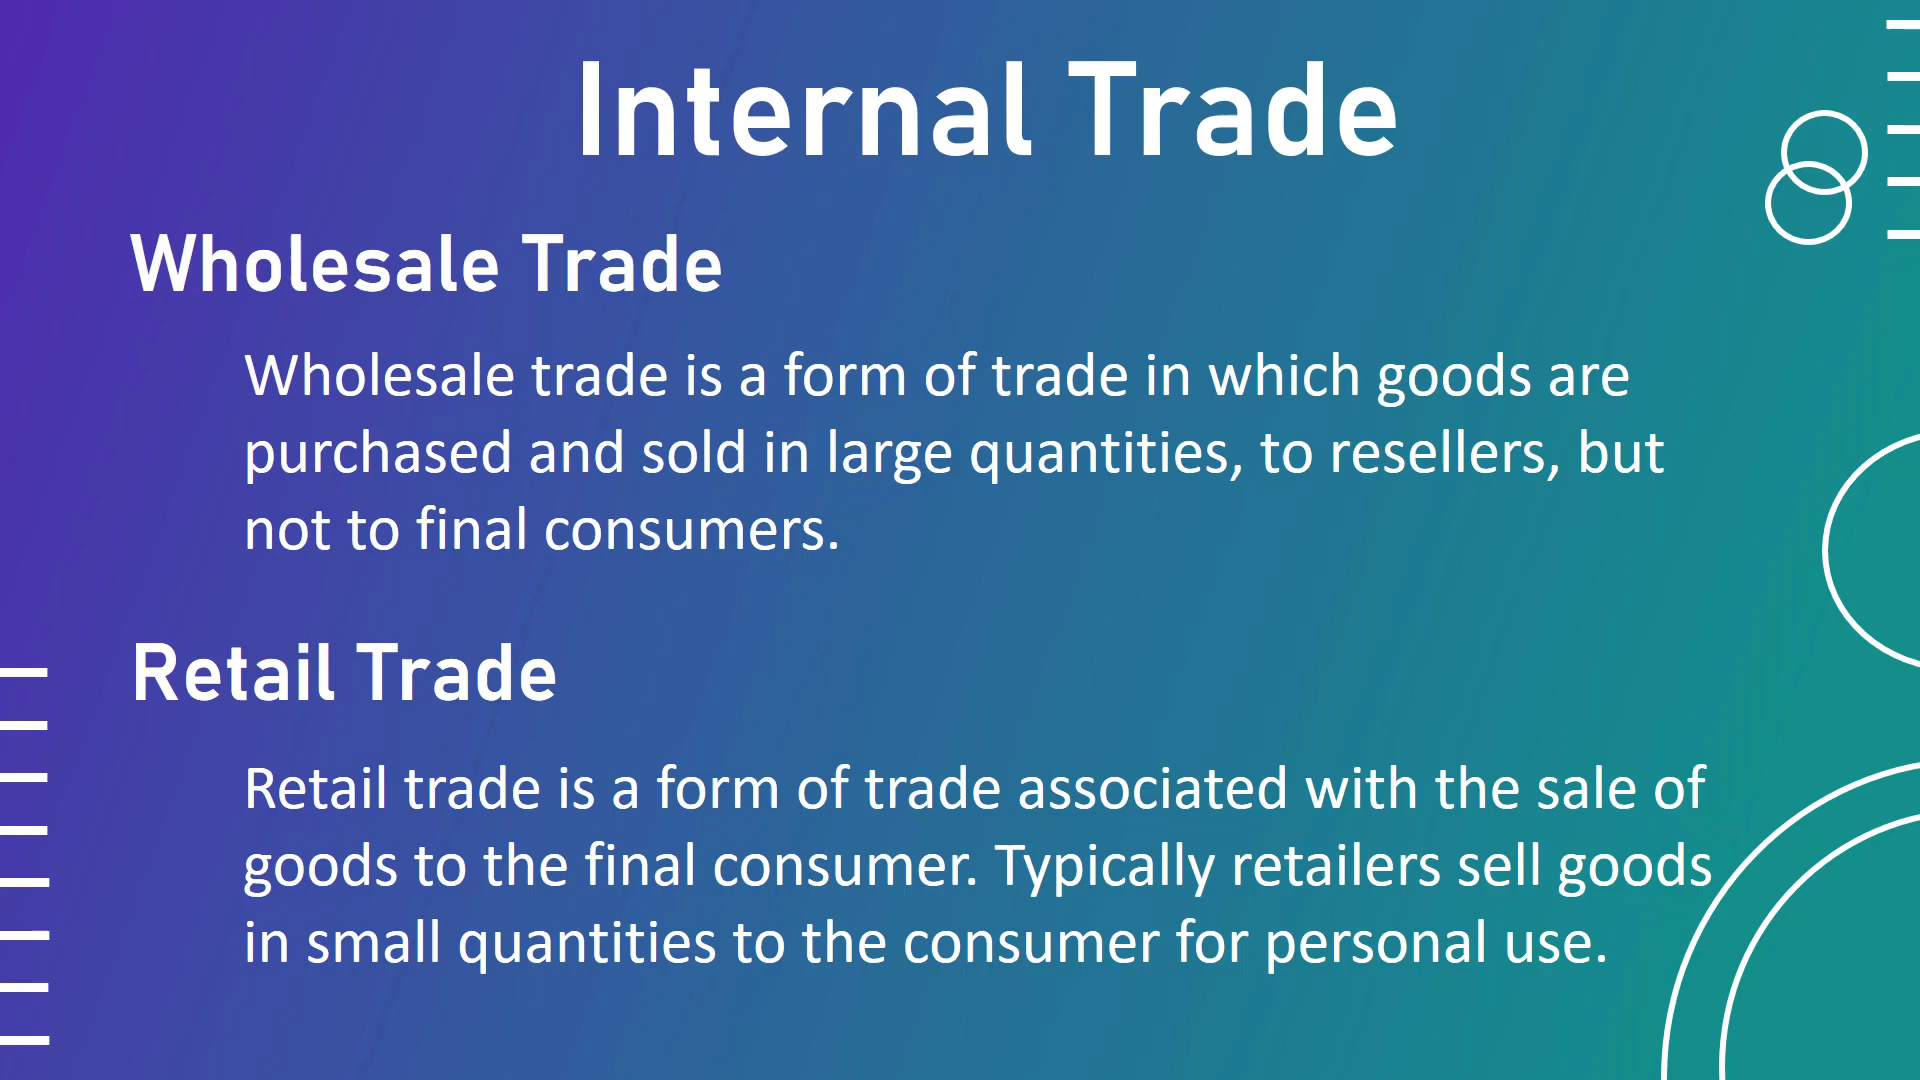 Internal Trade
Wholesale Trade
Wholesale trade is a form of trade in which goods are
purchased and sold in large quantities, to resellers, but
not to final consumers.
Retail Trade
Retail trade is a form of trade associated with the sale of
goods to the final consumer. Typically retailers sell goods
in small quantities to the consumer for personal use.